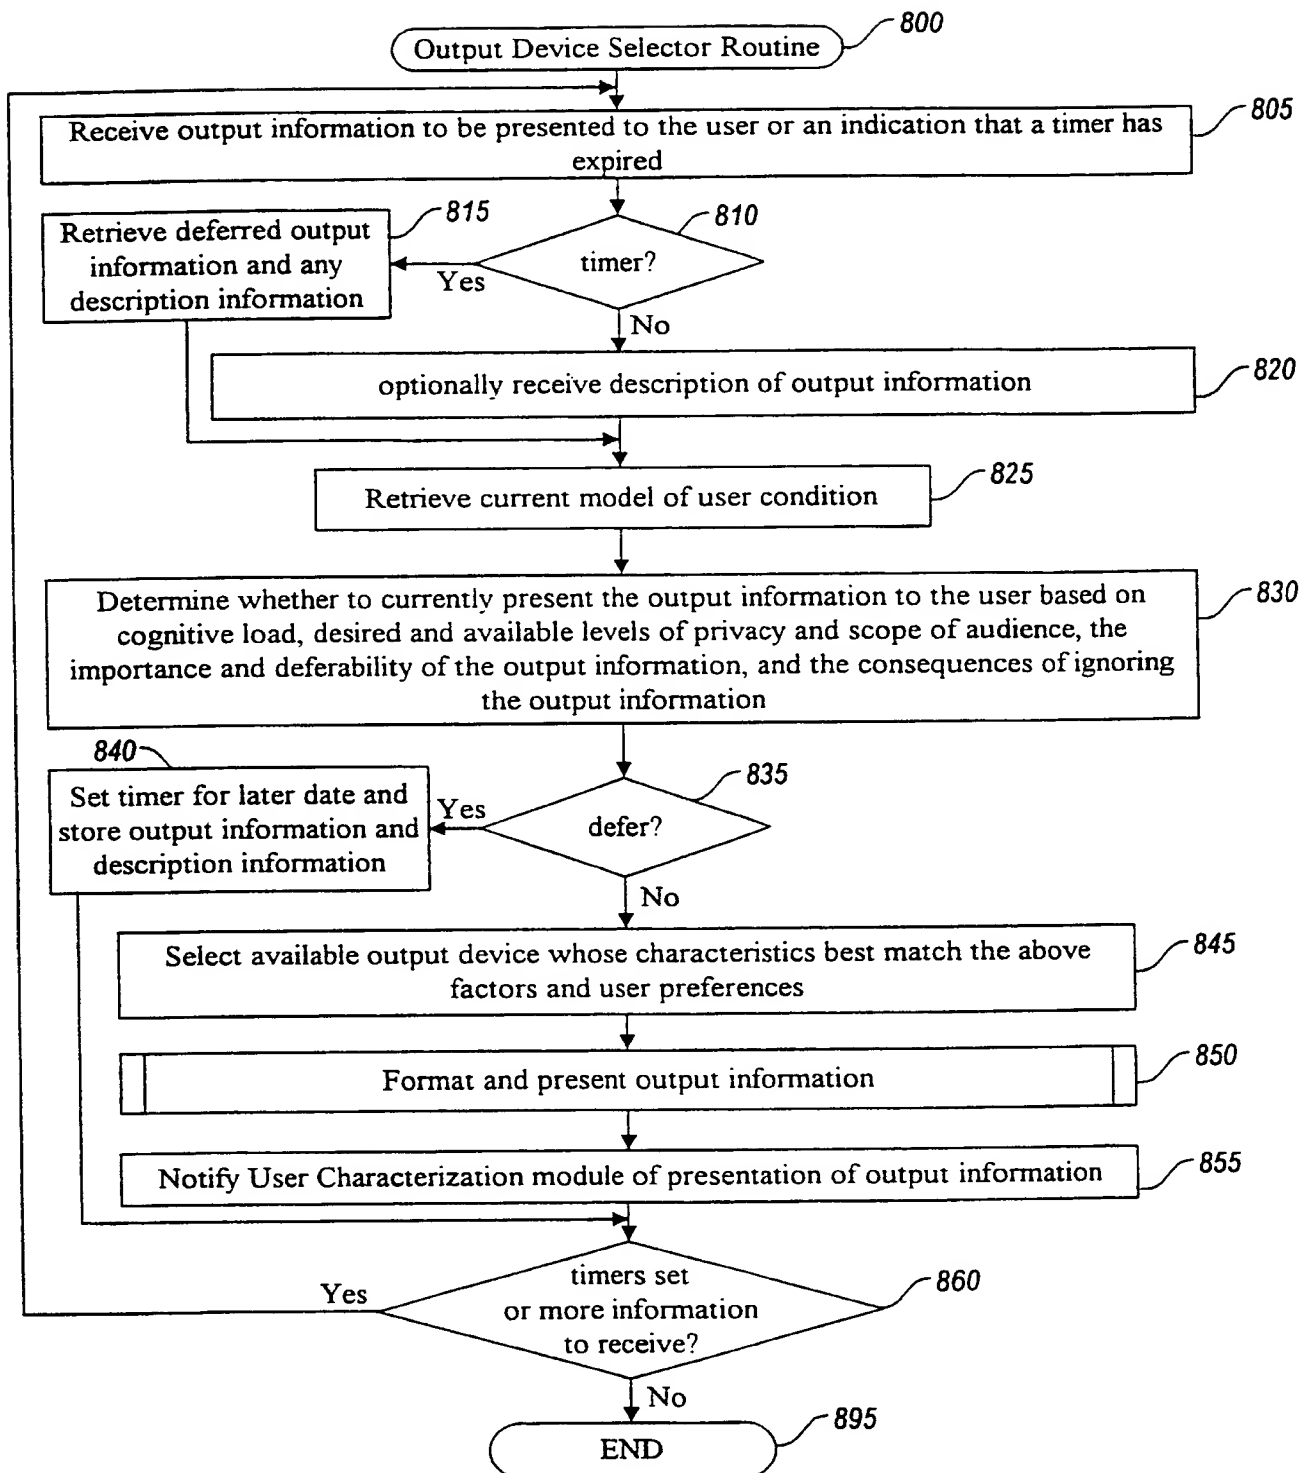 800
Output Device Selector Routine
805
Receive output information to be presented to the user or an indication that a timer has
expired
815
810
Retrieve deferred output
information and any
description information
Yes
timer?
No
820
optionally receive description of output information
825
Retrieve current model of user condition
830
Determine whether to currently present the output information to the user based on
cognitive load, desired and available levels of privacy and scope of audience, the
importance and deferability of the output information, and the consequences of ignoring
the output information
840
835
Set timer for later date and
store output information and
description information
Yes
defer?
No
845
Select available output device whose characteristics best match the above
factors and user preferences
850
Format and present output information
855
Notify User Characterization module of presentation of output information
860
Yes
timers set
or more information
to receive?
No
895
END